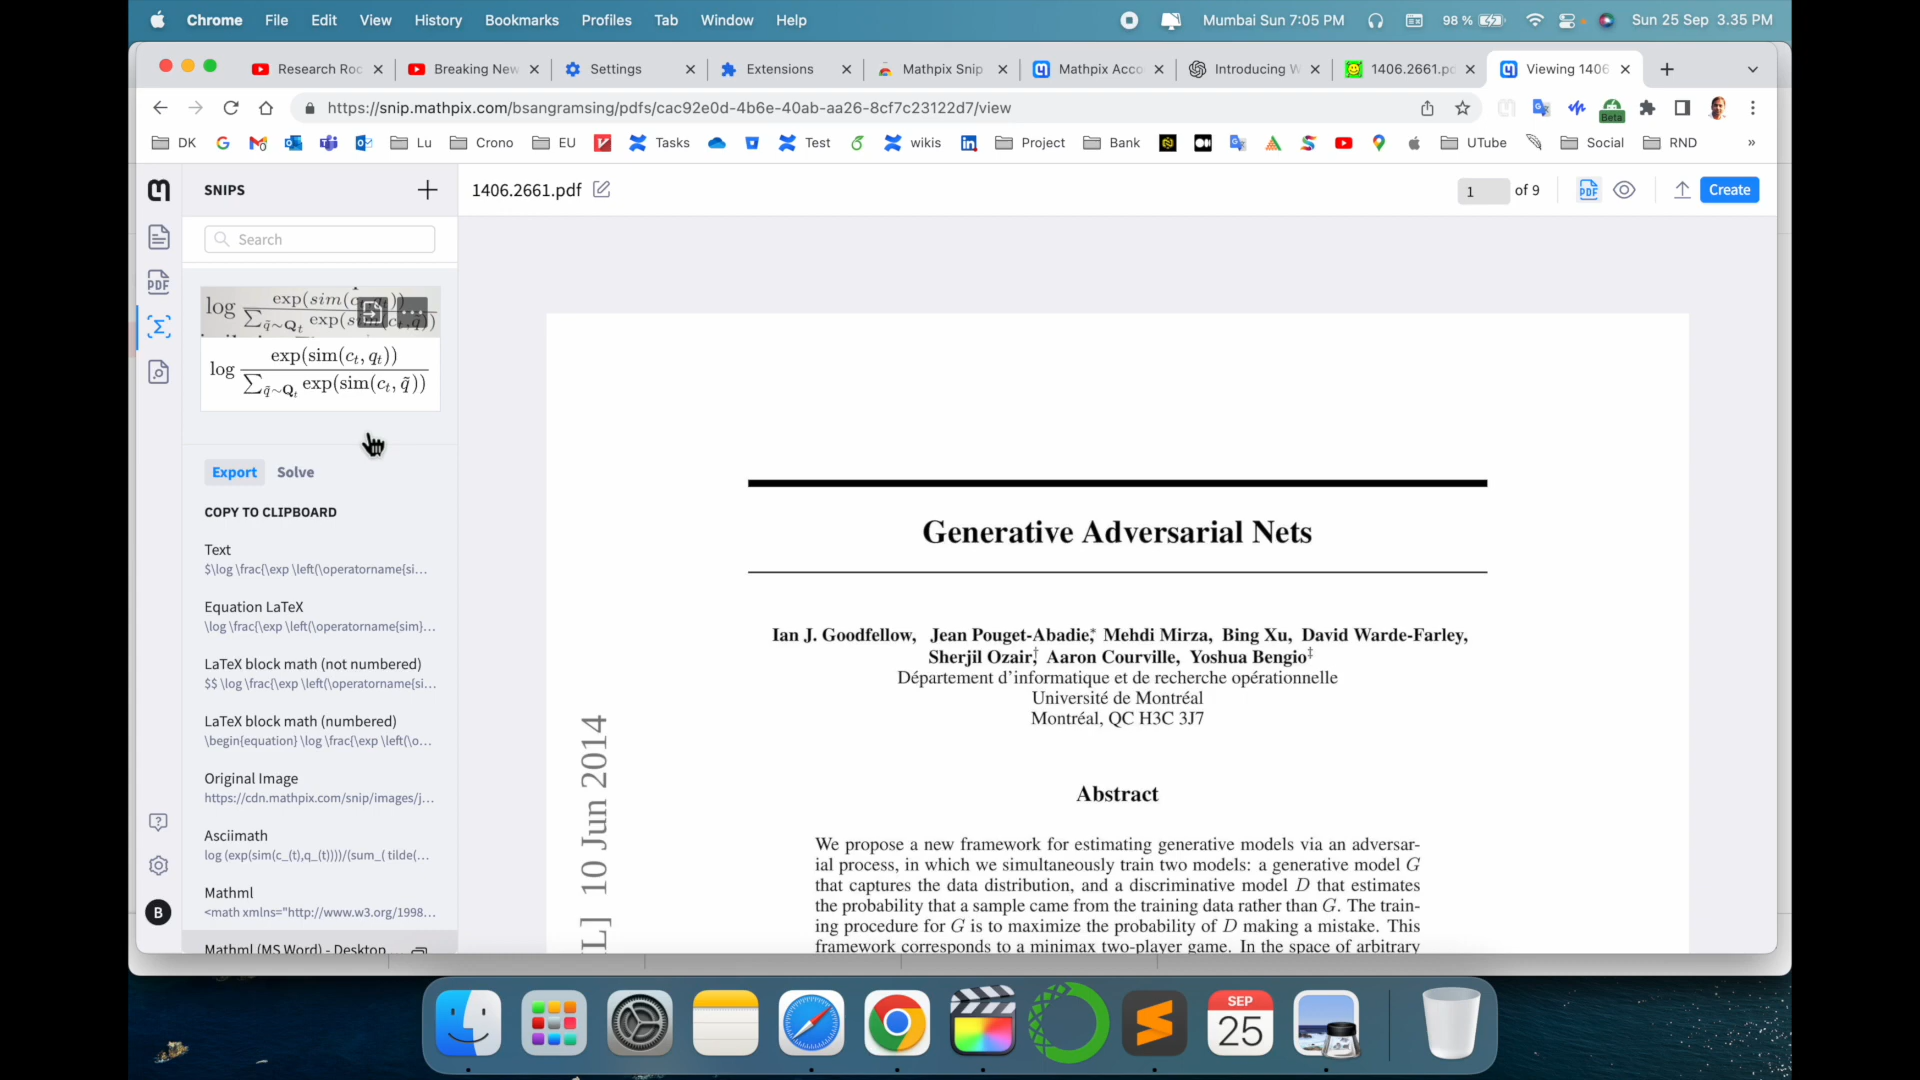 Chrome File Edit View History Bookmarks Profiles Tab Window Help Mumbai Sun 7:05 PM 98 % Sun 25 Sep 3.35 PM
Research Roc Breaking New Settings Extensions Mathpix Snip Mathpix Acco Introducing W 1406.2661.pd Viewing 1406
https://snip.mathpix.com/bsangramsing/pdfs/cac92e0d-4b6e-40ab-aa26-8cf7c23122d7/view
Beta
DK Lu Crono EU Tasks Test wikis Project Bank UTube Social RND »
SNIPS
1406.2661.pdf
1 of 9
PDF
Create
Search
PDF
log exp(sim(c_t, q_t)) / ∑_{q̃∼Q_t} exp(sim(c_t, q̃))
log exp(sim(c_t, q_t)) / ∑_{q̃∼Q_t} exp(sim(c_t, q̃))
Export Solve
COPY TO CLIPBOARD
Text
$\log \frac{\exp \left(\operatorname{si...
Equation LaTeX
\log \frac{\exp \left(\operatorname{sim}...
LaTeX block math (not numbered)
$$ \log \frac{\exp \left(\operatorname{si...
LaTeX block math (numbered)
\begin{equation} \log \frac{\exp \left(\o...
Original Image
https://cdn.mathpix.com/snip/images/j...
Asciimath
log (exp(sim(c_(t),q_(t))))/(sum_( tilde(...
Mathml
<math xmlns="http://www.w3.org/1998...
Mathml (MS Word) - Desktop
B
Generative Adversarial Nets
Ian J. Goodfellow, Jean Pouget-Abadie,* Mehdi Mirza, Bing Xu, David Warde-Farley,
Sherjil Ozair,† Aaron Courville, Yoshua Bengio‡
Département d'informatique et de recherche opérationnelle
Université de Montréal
Montréal, QC H3C 3J7
L] 10 Jun 2014
Abstract
We propose a new framework for estimating generative models via an adversar-
ial process, in which we simultaneously train two models: a generative model G
that captures the data distribution, and a discriminative model D that estimates
the probability that a sample came from the training data rather than G. The train-
ing procedure for G is to maximize the probability of D making a mistake. This
framework corresponds to a minimax two-player game. In the space of arbitrary
SEP
25